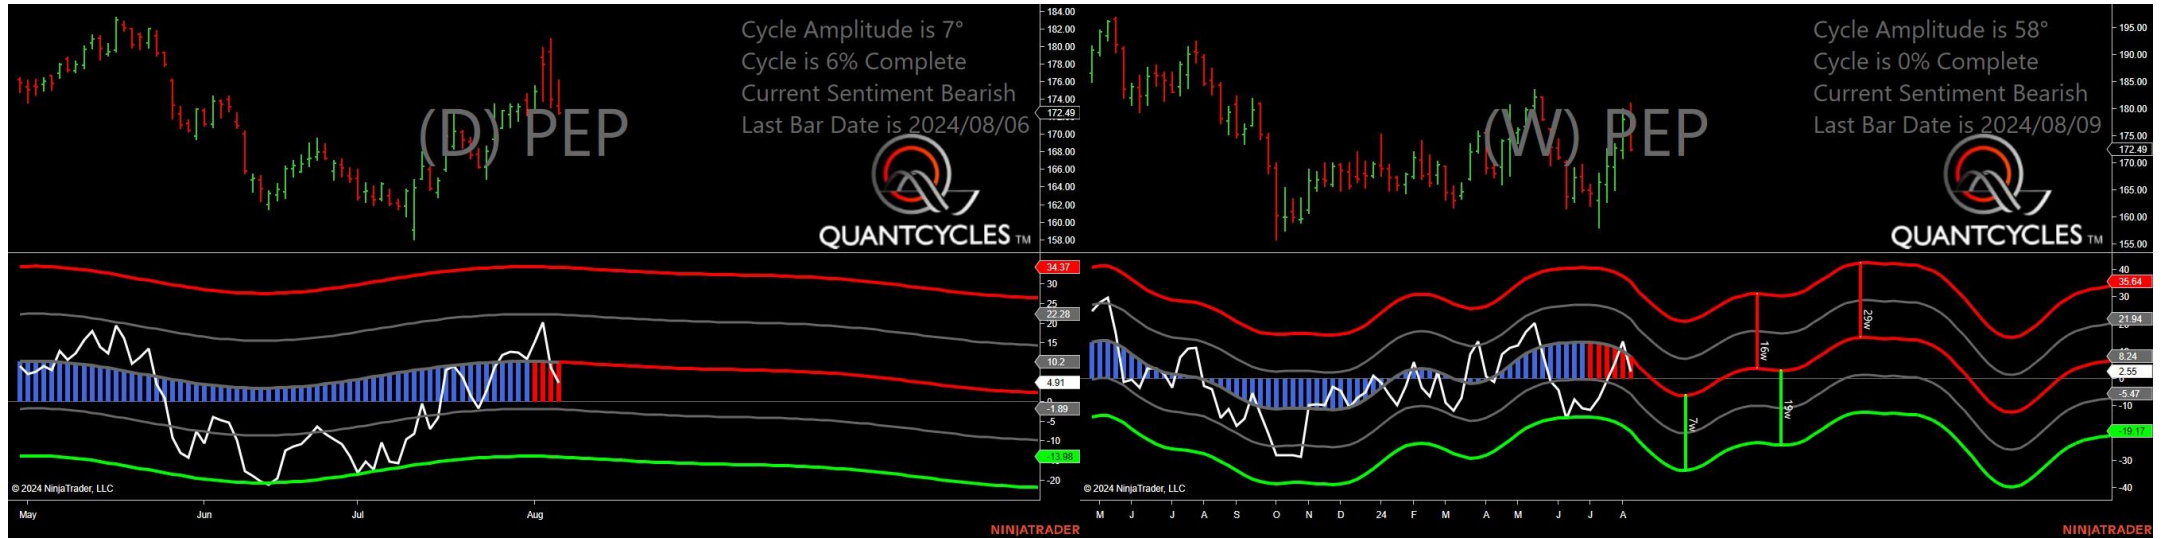 Cycle Amplitude is 7°
Cycle is 6% Complete
Current Sentiment Bearish
Last Bar Date is 2024/08/06
(D) PEP
QUANTCYCLES TM
184.00
182.00
180.00
178.00
176.00
174.00
172.49
170.00
168.00
166.00
164.00
162.00
160.00
158.00
34.37
30
25
22.28
20
15
10.2
4.91
-1.89
-5
-10
-13.98
-20
© 2024 NinjaTrader, LLC
May Jun Jul Aug
NINJATRADER
Cycle Amplitude is 58°
Cycle is 0% Complete
Current Sentiment Bearish
Last Bar Date is 2024/08/09
(W) PEP
QUANTCYCLES TM
195.00
190.00
185.00
180.00
175.00
172.49
170.00
165.00
160.00
155.00
40
35.64
30
21.94
8.24
2.55
-5.47
-10
-19.17
-30
-40
7w
16w
19w
29w
© 2024 NinjaTrader, LLC
M J J A S O N D 24 F M A M J J A
NINJATRADER